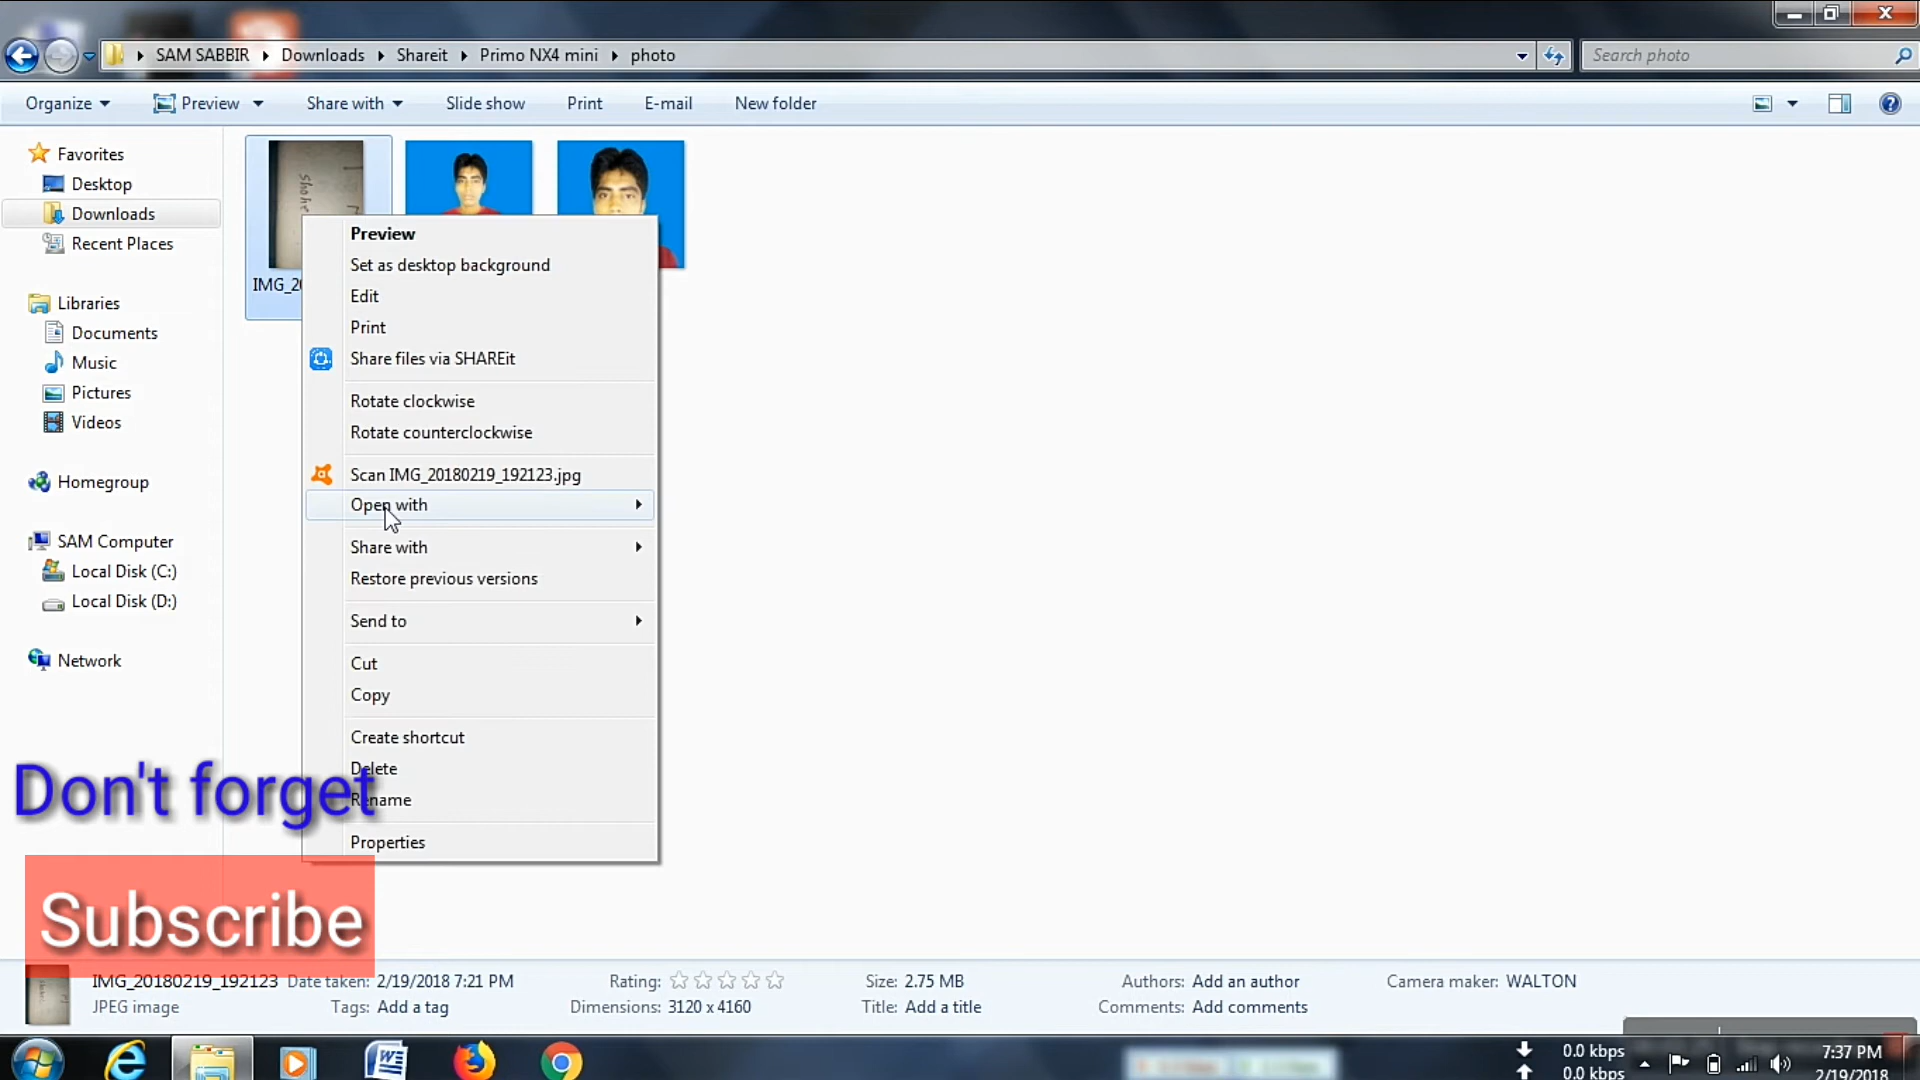 SAM SABBIR Downloads Shareit Primo NX4 mini photo
Search photo
Organize Preview Share with Slide show Print E-mail New folder
Favorites
Desktop
Downloads
Recent Places
Libraries
Documents
Music
Pictures
Videos
Homegroup
SAM Computer
Local Disk (C:)
Local Disk (D:)
Network
IMG_20
Preview
Set as desktop background
Edit
Print
Share files via SHAREit
Rotate clockwise
Rotate counterclockwise
Scan IMG_20180219_192123.jpg
Open with
Share with
Restore previous versions
Send to
Cut
Copy
Create shortcut
Delete
Rename
Properties
Don't forget
Subscribe
IMG_20180219_192123 Date taken: 2/19/2018 7:21 PM Rating: Size: 2.75 MB Authors: Add an author Camera maker: WALTON
JPEG image Tags: Add a tag Dimensions: 3120 x 4160 Title: Add a title Comments: Add comments
0.0 kbps
0.0 kbps
7:37 PM
2/19/2018